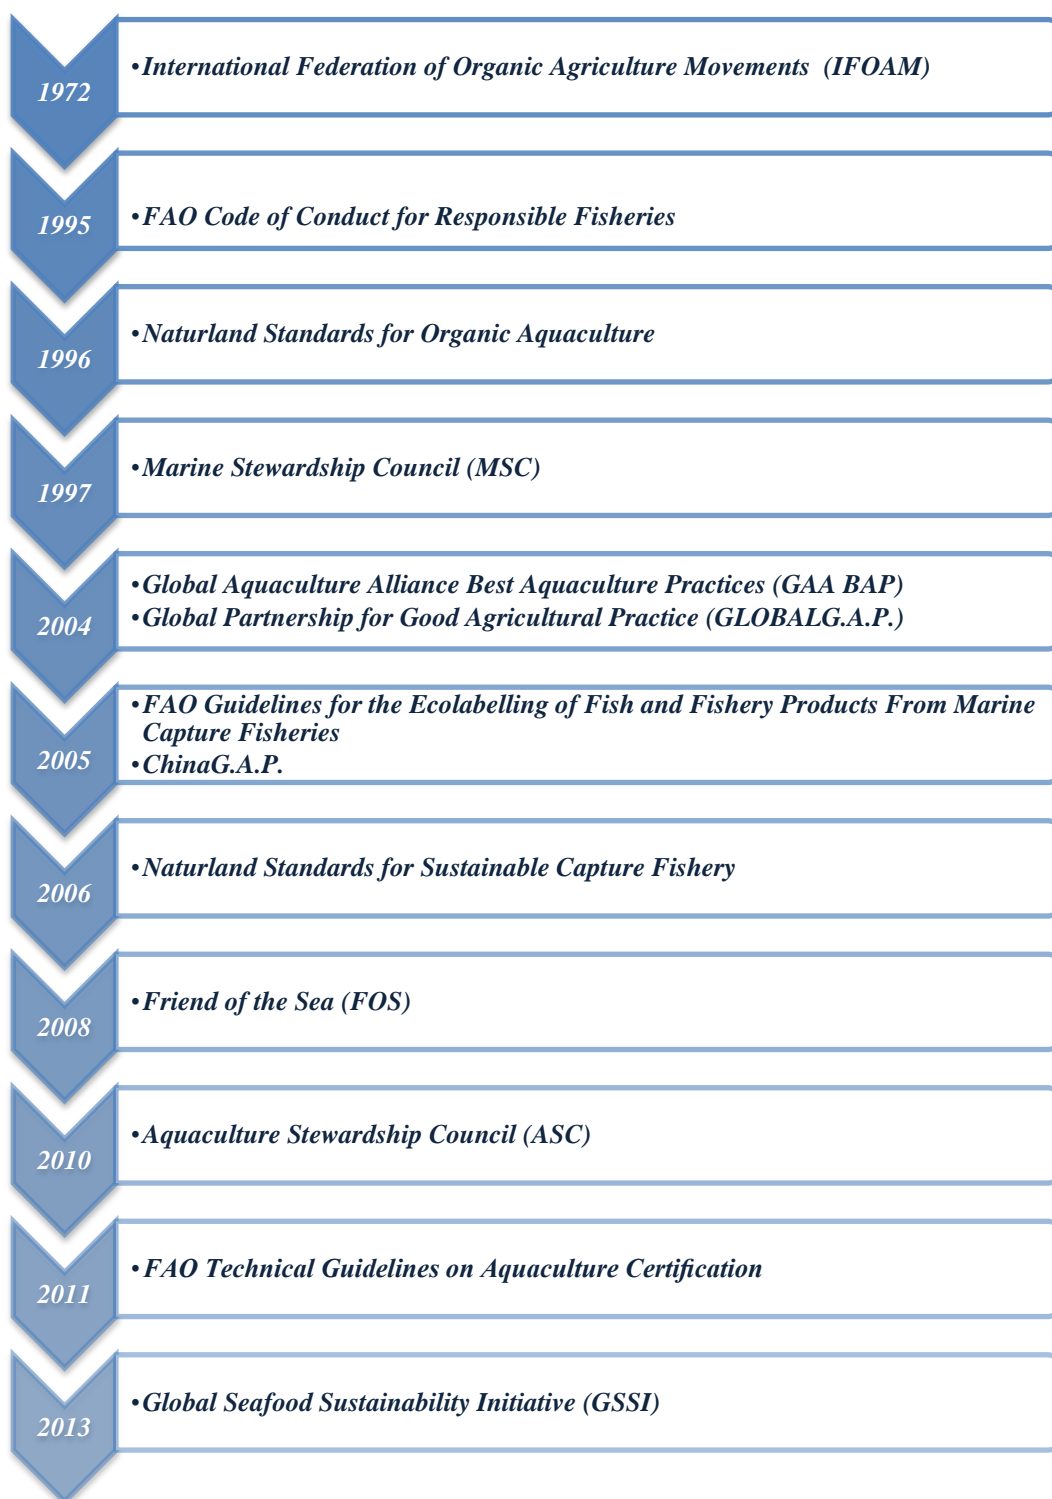 1972
•International Federation of Organic Agriculture Movements (IFOAM)
1995
•FAO Code of Conduct for Responsible Fisheries
1996
•Naturland Standards for Organic Aquaculture
1997
•Marine Stewardship Council (MSC)
2004
•Global Aquaculture Alliance Best Aquaculture Practices (GAA BAP)
•Global Partnership for Good Agricultural Practice (GLOBALG.A.P.)
2005
•FAO Guidelines for the Ecolabelling of Fish and Fishery Products From Marine
Capture Fisheries
•ChinaG.A.P.
2006
•Naturland Standards for Sustainable Capture Fishery
2008
•Friend of the Sea (FOS)
2010
•Aquaculture Stewardship Council (ASC)
2011
•FAO Technical Guidelines on Aquaculture Certification
2013
•Global Seafood Sustainability Initiative (GSSI)